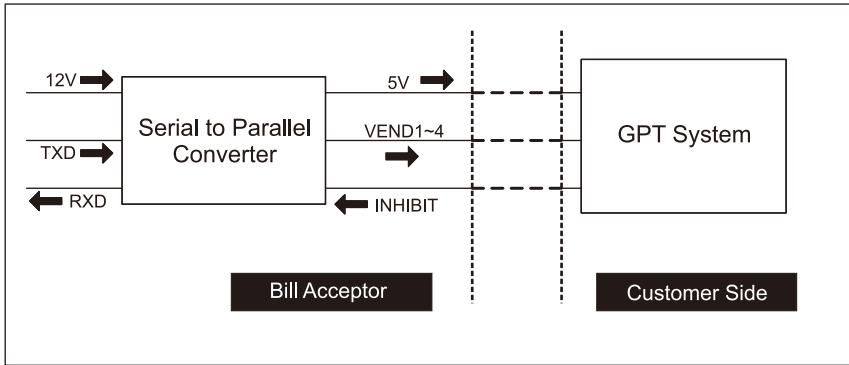 12V
5V
Serial to Parallel
Converter
VEND1~4
GPT System
TXD
RXD
INHIBIT
Bill Acceptor
Customer Side